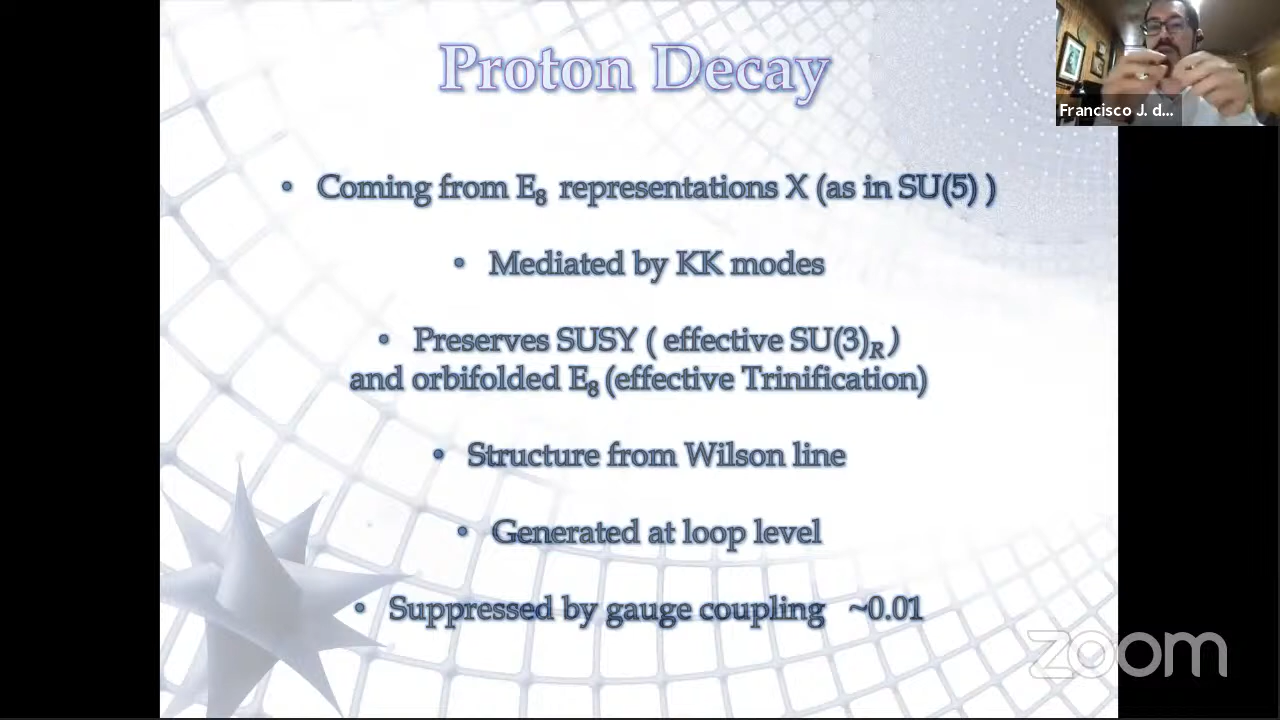 Proton Decay
Francisco J. d...
• Coming from E₈ representations X (as in SU(5) )
• Mediated by KK modes
• Preserves SUSY ( effective SU(3)R )
and orbifolded E₈ (effective Trinification)
• Structure from Wilson line
• Generated at loop level
• Suppressed by gauge coupling ~0.01
zoom